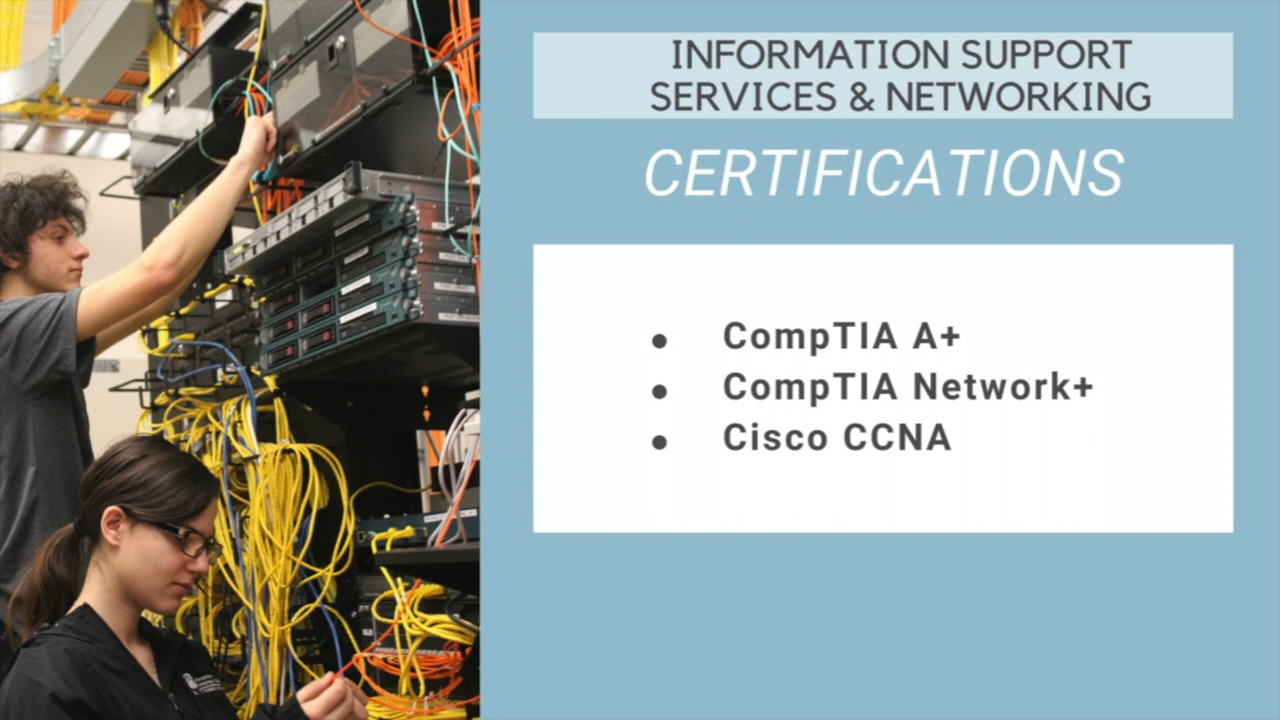 INFORMATION SUPPORT
SERVICES & NETWORKING
CERTIFICATIONS
• CompTIA A+
• CompTIA Network+
• Cisco CCNA